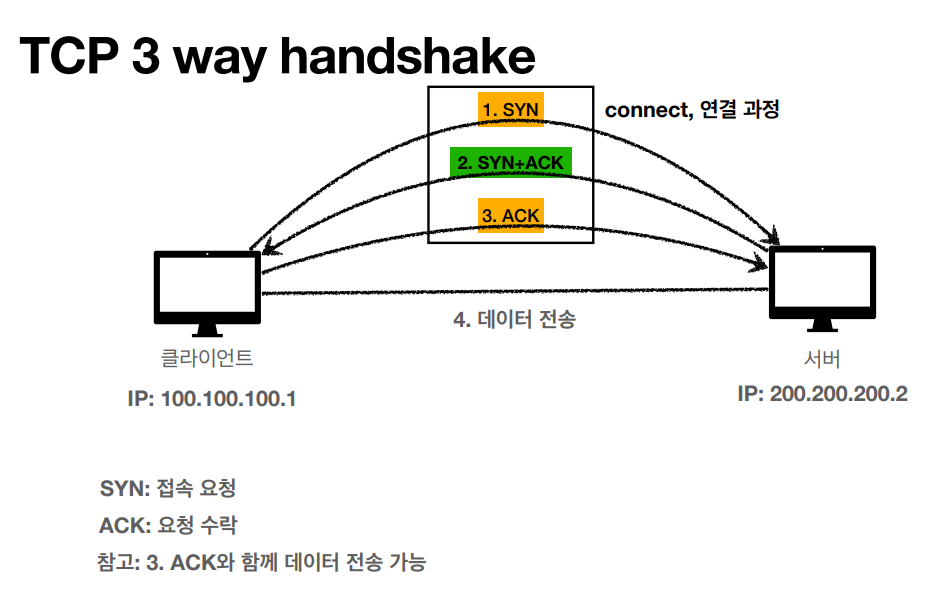 TCP 3 way handshake
1. SYN
connect, 연결 과정
2. SYN+ACK
3. ACK
4. 데이터 전송
클라이언트
서버
IP: 100.100.100.1
IP: 200.200.200.2
SYN: 접속 요청
ACK: 요청 수락
참고: 3. ACK와 함께 데이터 전송 가능